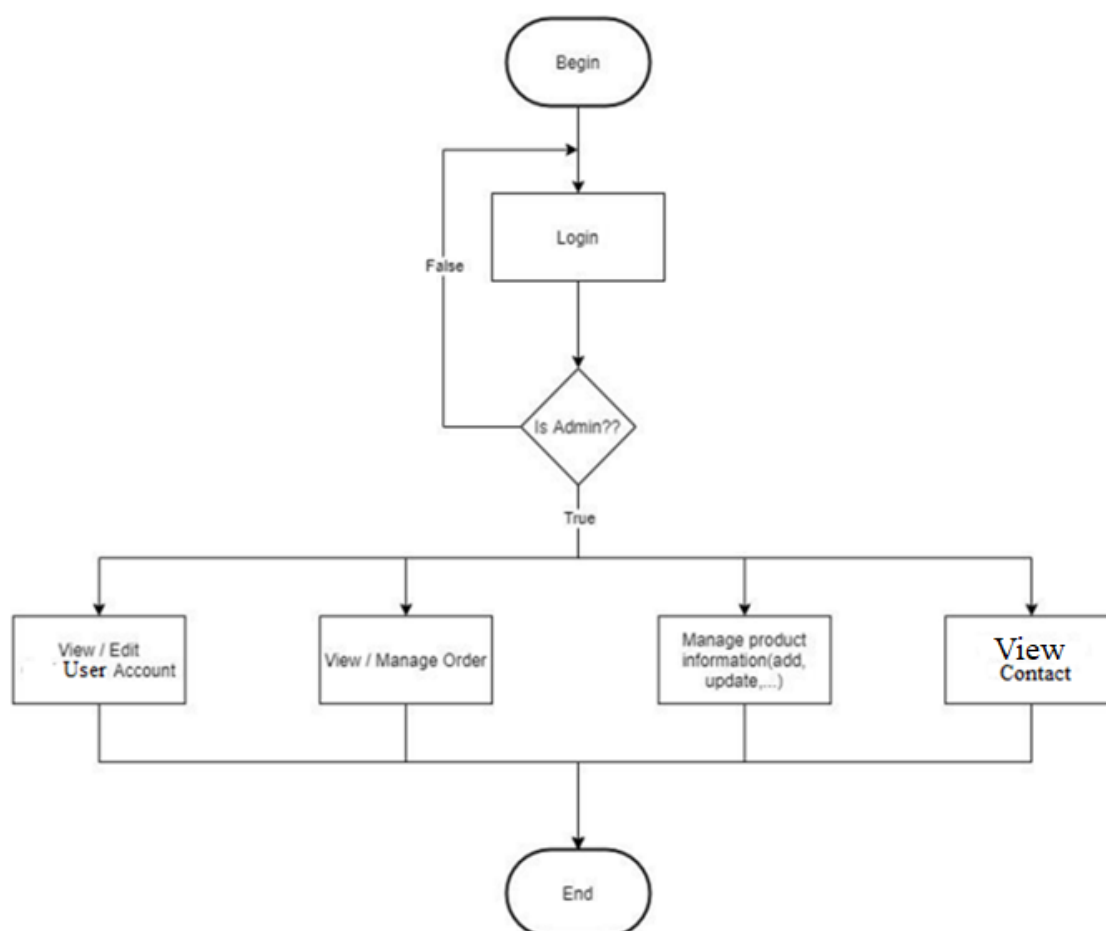 Begin
Login
False
Is Admin??
True
View / Edit
User Account
View / Manage Order
Manage product
information(add,
update,...)
View
Contact
End